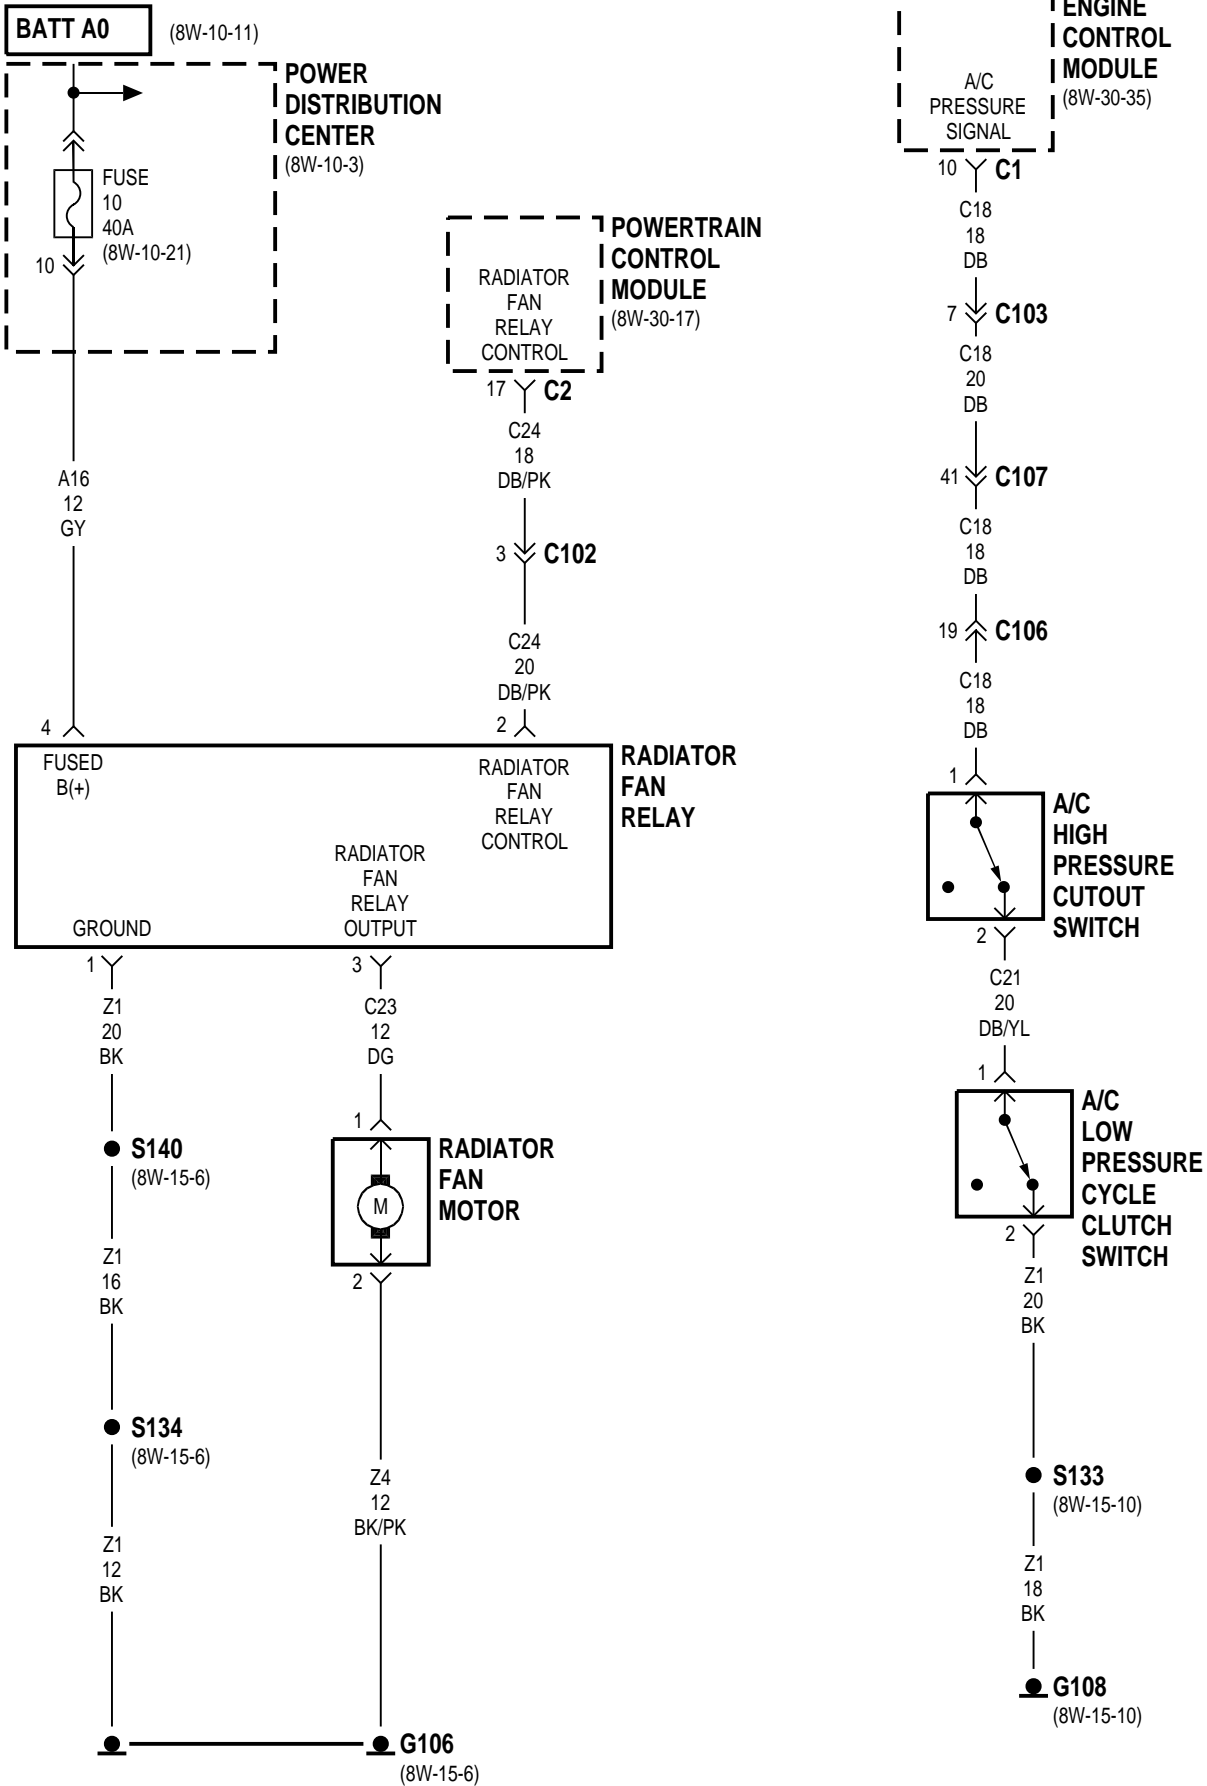 BATT A0
(8W-10-11)
POWER
DISTRIBUTION
CENTER
(8W-10-3)
FUSE
10
40A
(8W-10-21)
10
A16
12
GY
4
POWERTRAIN
CONTROL
MODULE
(8W-30-17)
RADIATOR
FAN
RELAY
CONTROL
17
C2
C24
18
DB/PK
3
C102
C24
20
DB/PK
2
FUSED
B(+)
RADIATOR
FAN
RELAY
CONTROL
RADIATOR
FAN
RELAY
RADIATOR
FAN
RELAY
OUTPUT
GROUND
1
Z1
20
BK
S140
(8W-15-6)
Z1
16
BK
S134
(8W-15-6)
Z1
12
BK
3
C23
12
DG
1
RADIATOR
FAN
MOTOR
M
2
Z4
12
BK/PK
G106
(8W-15-6)
ENGINE
CONTROL
MODULE
(8W-30-35)
A/C
PRESSURE
SIGNAL
10
C1
C18
18
DB
7
C103
C18
20
DB
41
C107
C18
18
DB
19
C106
C18
18
DB
1
A/C
HIGH
PRESSURE
CUTOUT
SWITCH
2
C21
20
DB/YL
1
A/C
LOW
PRESSURE
CYCLE
CLUTCH
SWITCH
2
Z1
20
BK
S133
(8W-15-10)
Z1
18
BK
G108
(8W-15-10)